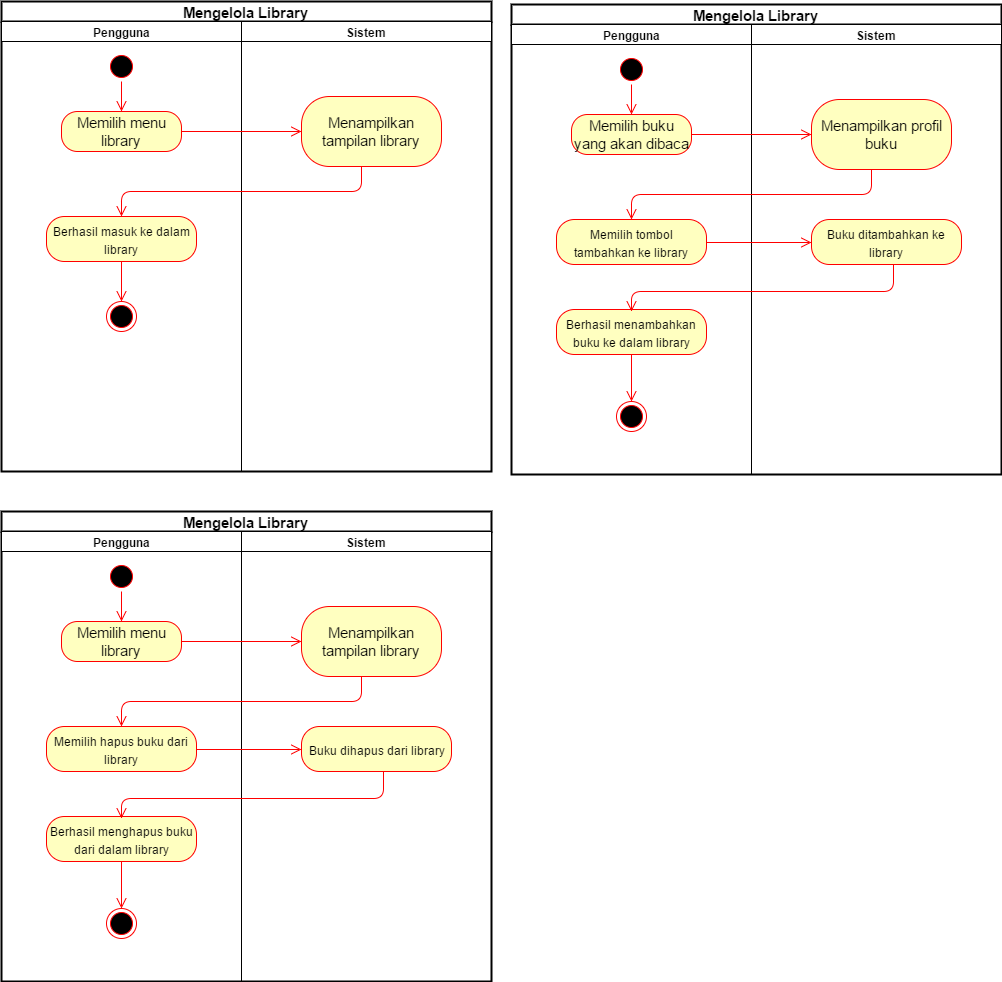 Mengelola Library
Pengguna
Sistem
Memilih menu
library
Menampilkan
tampilan library
Berhasil masuk ke dalam
library
Mengelola Library
Pengguna
Sistem
Memilih buku
yang akan dibaca
Menampilkan profil
buku
Memilih tombol
tambahkan ke library
Buku ditambahkan ke
library
Berhasil menambahkan
buku ke dalam library
Mengelola Library
Pengguna
Sistem
Memilih menu
library
Menampilkan
tampilan library
Memilih hapus buku dari
library
Buku dihapus dari library
Berhasil menghapus buku
dari dalam library